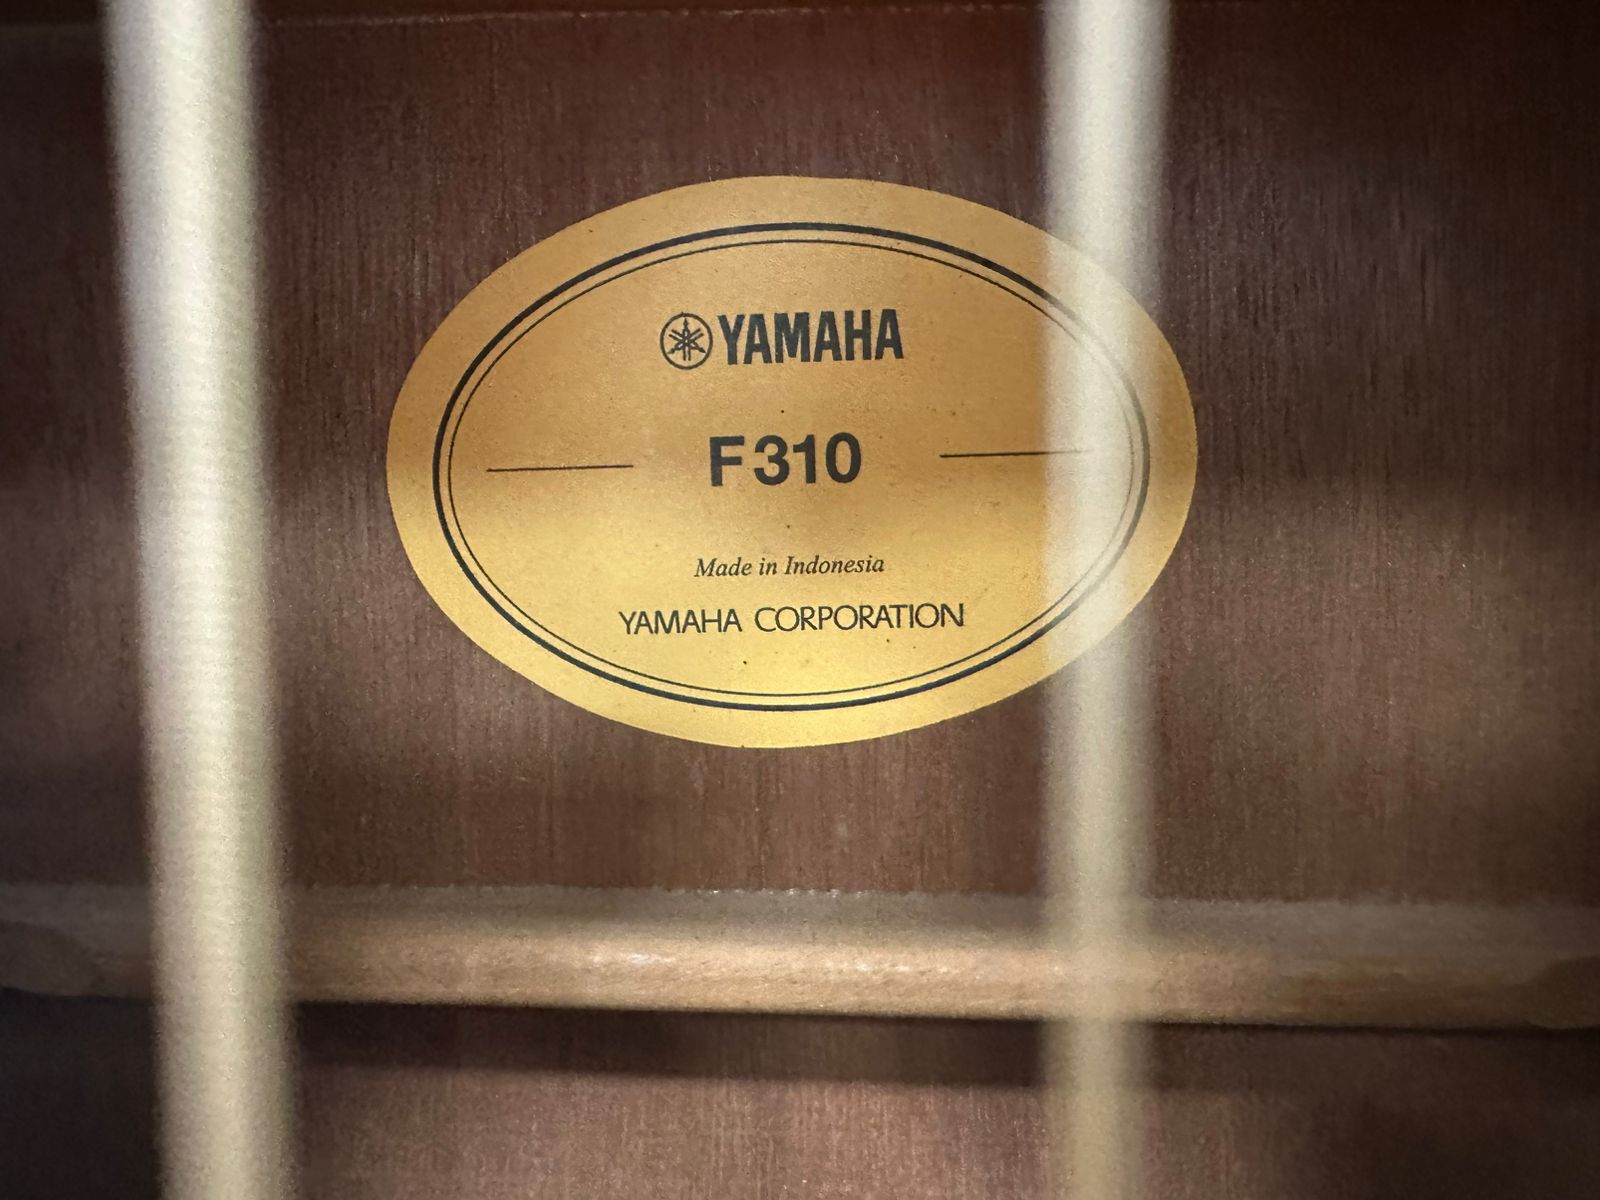 YAMAHA
F310
Made in Indonesia
YAMAHA CORPORATION